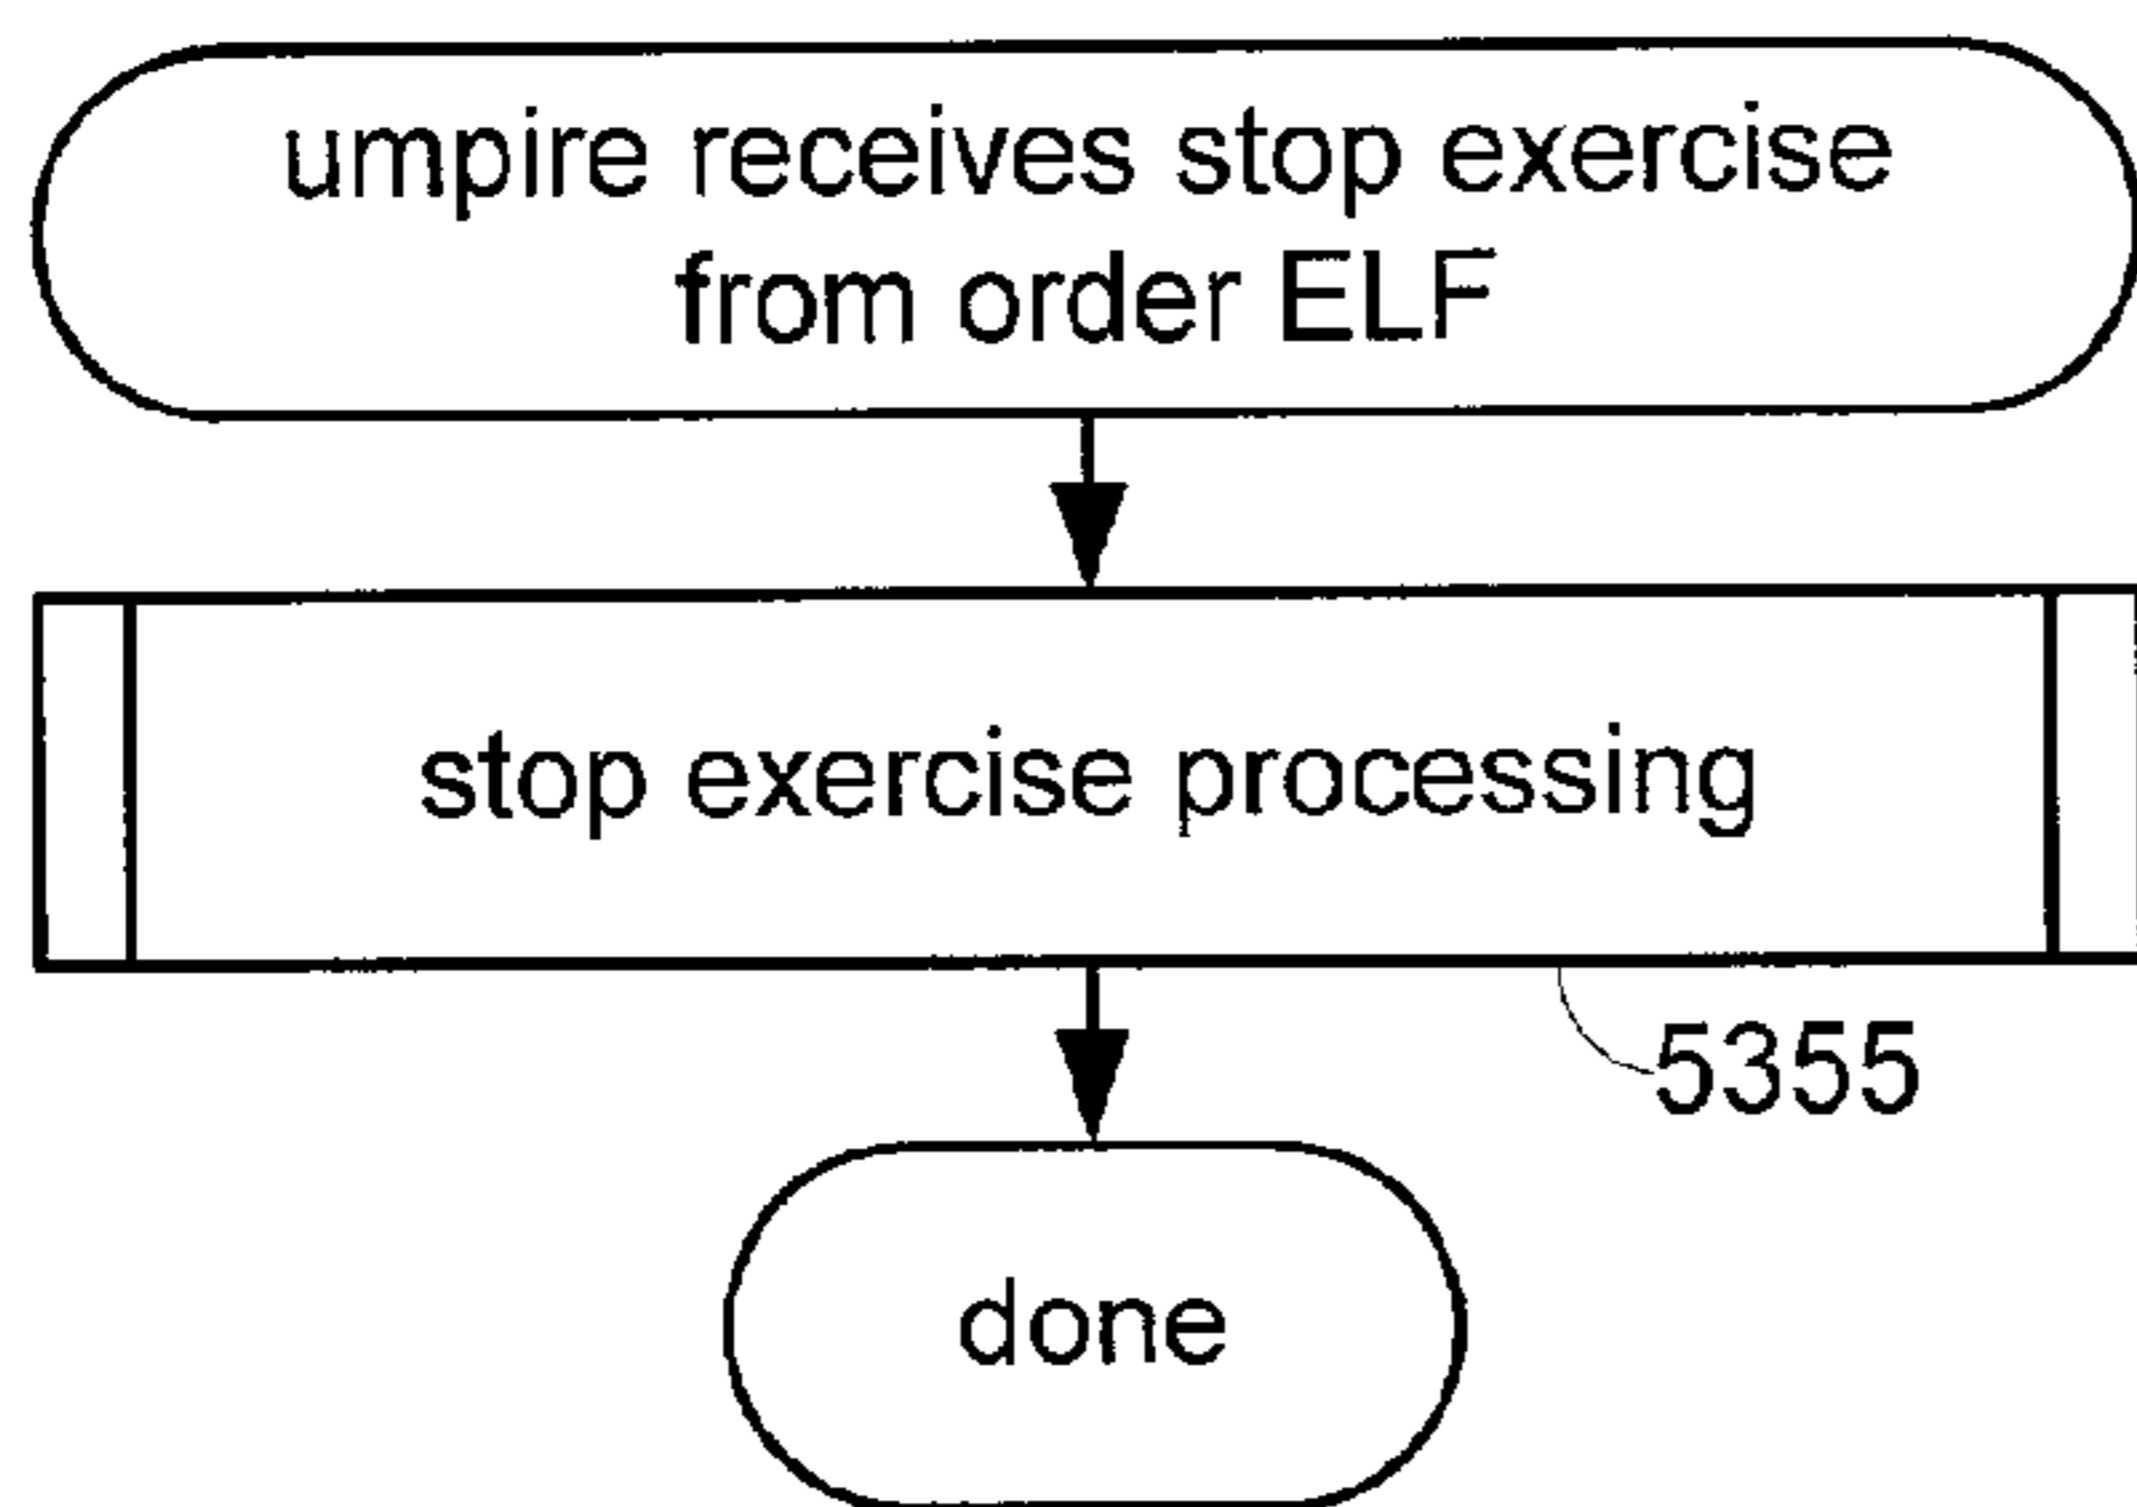 umpire receives stop exercise
from order ELF
stop exercise processing
5355
done